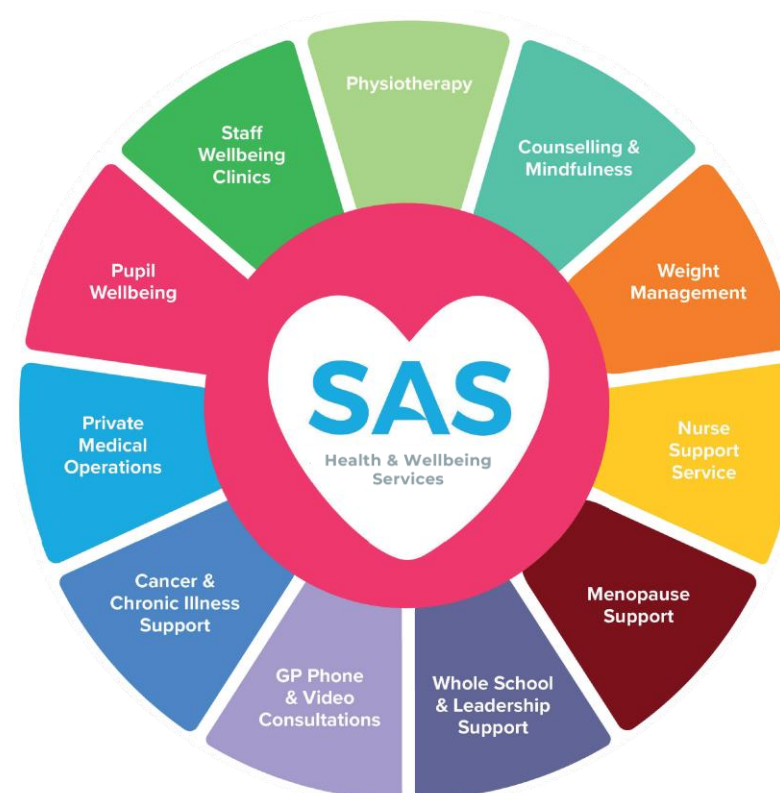 Physiotherapy
Counselling &
Mindfulness
Weight
Management
Nurse
Support
Service
Menopause
Support
Whole School
& Leadership
Support
GP Phone
& Video
Consultations
Cancer &
Chronic Illness
Support
Private
Medical
Operations
Pupil
Wellbeing
Staff
Wellbeing
Clinics
SAS
Health & Wellbeing
Services